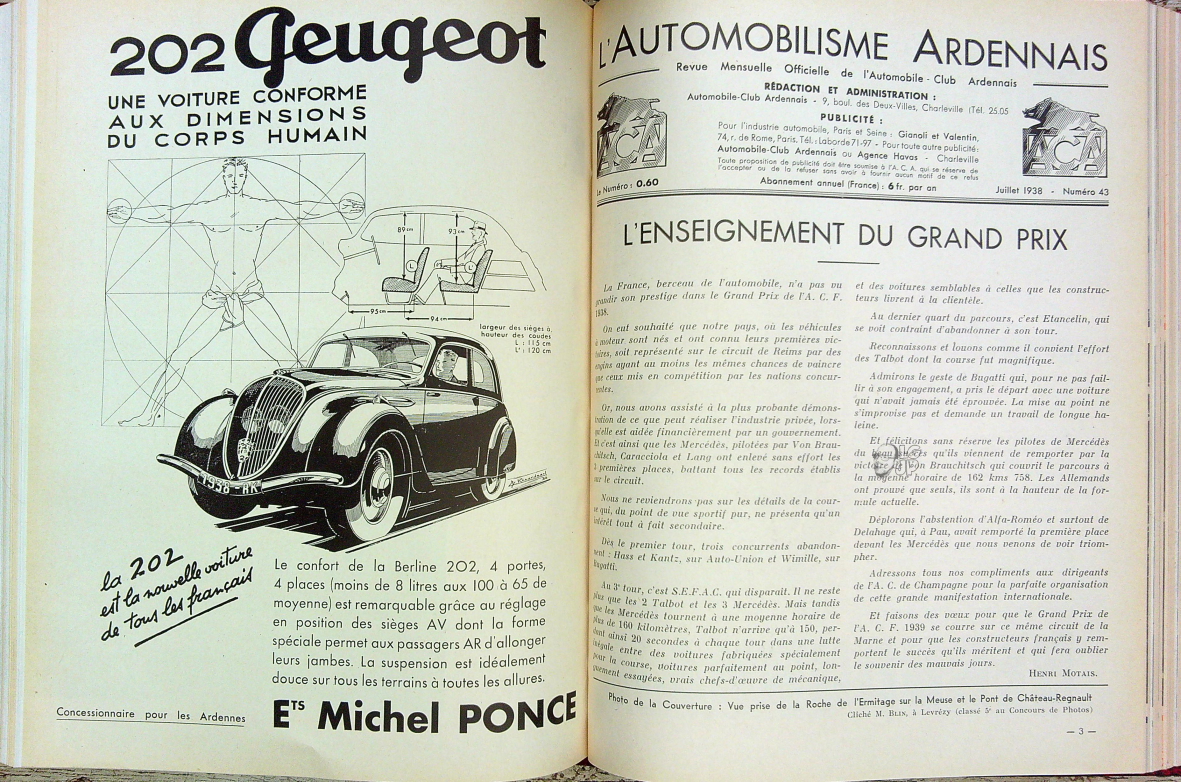 202 Peugeot
UNE VOITURE CONFORME
AUX DIMENSIONS
DU CORPS HUMAIN
89 cm
93 cm
95 cm
94 cm
largeur des sièges à
hauteur des coudes
L : 115 cm
L' : 120 cm
1938-HK
la 202
est la nouvelle voiture
de tous les français
Le confort de la Berline 202, 4 portes,
4 places (moins de 8 litres aux 100 à 65 de
moyenne) est remarquable grâce au réglage
en position des sièges AV dont la forme
spéciale permet aux passagers AR d'allonger
leurs jambes. La suspension est idéalement
douce sur tous les terrains à toutes les allures.
Concessionnaire pour les Ardennes
ETS Michel PONCE
L'AUTOMOBILISME ARDENNAIS
Revue Mensuelle Officielle de l'Automobile-Club Ardennais
RÉDACTION ET ADMINISTRATION :
Automobile-Club Ardennais - 9, boul. des Deux-Villes, Charleville (Tél. 25.05
PUBLICITÉ :
Pour l'industrie automobile, Paris et Seine : Gianoli et Valentin,
74, r. de Rome, Paris. Tél. : Laborde 71-97 - Pour toute autre publicité :
Automobile-Club Ardennais ou Agence Havas - Charleville
Toute proposition de publicité doit être soumise à l'A. C. A. qui se réserve de
l'accepter ou de la refuser sans avoir à fournir aucun motif de ce refus
ACA
ACA
Le Numéro : 0.60
Abonnement annuel (France) : 6 fr. par an
Juillet 1938 - Numéro 43
L'ENSEIGNEMENT DU GRAND PRIX
La France, berceau de l'automobile, n'a pas vu
grandir son prestige dans le Grand Prix de l'A. C. F.
1938.
On eut souhaité que notre pays, où les véhicules
à moteur sont nés et ont connu leurs premières vic-
toires, soit représenté sur le circuit de Reims par des
engins ayant au moins les mêmes chances de vaincre
que ceux mis en compétition par les nations concur-
rentes.
Or, nous avons assisté à la plus probante démons-
tration de ce que peut réaliser l'industrie privée, lors-
qu'elle est aidée financièrement par un gouvernement.
Et c'est ainsi que les Mercédès, pilotées par Von Brau-
chitsch, Caracciola et Lang ont enlevé sans effort les
3 premières places, battant tous les records établis
sur le circuit.
Nous ne reviendrons pas sur les détails de la cour-
se qui, du point de vue sportif pur, ne présenta qu'un
intérêt tout à fait secondaire.
Dès le premier tour, trois concurrents abandon-
nent : Hass et Kantz, sur Auto-Union et Wimille, sur
Bugatti.
Au 3e tour, c'est S.E.F.A.C. qui disparaît. Il ne reste
plus que les 2 Talbot et les 3 Mercédès. Mais tandis
que les Mercédès tournent à une moyenne horaire de
plus de 160 kilomètres, Talbot n'arrive qu'à 150, per-
dant ainsi 20 secondes à chaque tour dans une lutte
inégale entre des voitures fabriquées spécialement
pour la course, voitures parfaitement au point, lon-
guement essayées, vrais chefs-d'œuvre de mécanique,
et des voitures semblables à celles que les construc-
teurs livrent à la clientèle.
Au dernier quart du parcours, c'est Etancelin, qui
se voit contraint d'abandonner à son tour.
Reconnaissons et louons comme il convient l'effort
des Talbot dont la course fut magnifique.
Admirons le geste de Bugatti qui, pour ne pas fail-
lir à son engagement, a pris le départ avec une voiture
qui n'avait jamais été éprouvée. La mise au point ne
s'improvise pas et demande un travail de longue ha-
leine.
Et félicitons sans réserve les pilotes de Mercédès
du qu'ils viennent de remporter par la
victoire Von Brauchitsch qui couvrit le parcours à
la moyenne horaire de 162 kms 758. Les Allemands
ont prouvé que seuls, ils sont à la hauteur de la for-
mule actuelle.
Déplorons l'abstention d'Alfa-Roméo et surtout de
Delahaye qui, à Pau, avait remporté la première place
devant les Mercédès que nous venons de voir triom-
pher.
Adressons tous nos compliments aux dirigeants
de l'A. C. de Champagne pour la parfaite organisation
de cette grande manifestation internationale.
Et faisons des vœux pour que le Grand Prix de
l'A. C. F. 1939 se courre sur ce même circuit de la
Marne et pour que les constructeurs français y rem-
portent le succès qu'ils méritent et qui fera oublier
le souvenir des mauvais jours.
HENRI MOTAIS.
Photo de la Couverture : Vue prise de la Roche de l'Ermitage sur la Meuse et le Pont de Château-Regnault
Cliché M. BLIN, à Levrézy (classé 5e au Concours de Photos)
— 3 —